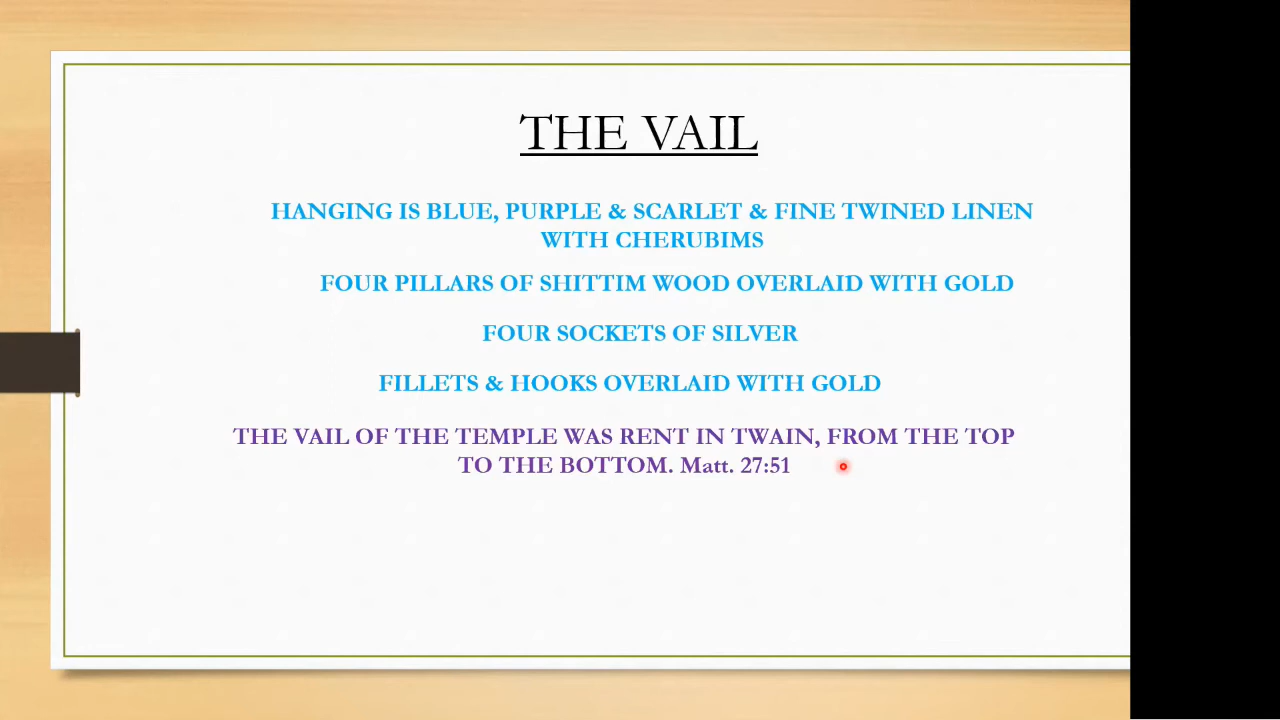 THE VAIL
HANGING IS BLUE, PURPLE & SCARLET & FINE TWINED LINEN
WITH CHERUBIMS
FOUR PILLARS OF SHITTIM WOOD OVERLAID WITH GOLD
FOUR SOCKETS OF SILVER
FILLETS & HOOKS OVERLAID WITH GOLD
THE VAIL OF THE TEMPLE WAS RENT IN TWAIN, FROM THE TOP
TO THE BOTTOM. Matt. 27:51